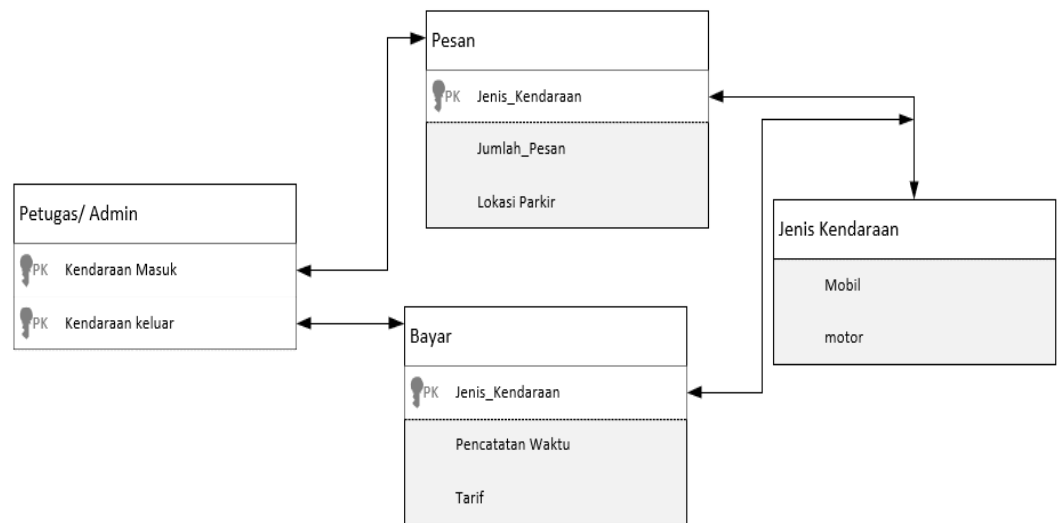 Pesan
PK Jenis_Kendaraan
Jumlah_Pesan
Lokasi Parkir
Petugas/ Admin
PK Kendaraan Masuk
PK Kendaraan keluar
Jenis Kendaraan
Mobil
motor
Bayar
PK Jenis_Kendaraan
Pencatatan Waktu
Tarif